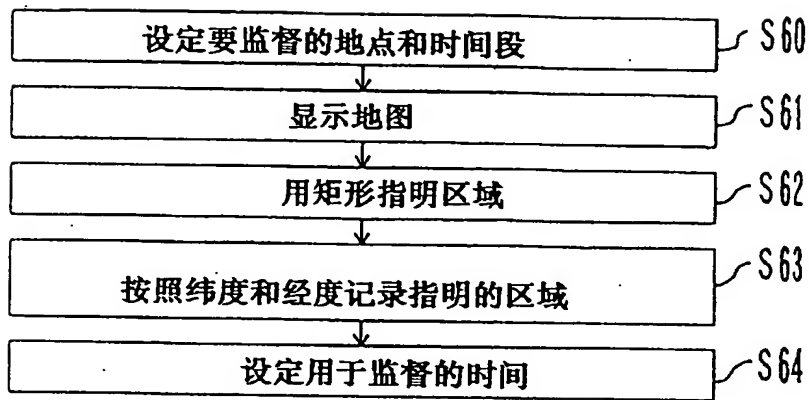 设定要监督的地点和时间段 S60
显示地图 S61
用矩形指明区域 S62
按照纬度和经度记录指明的区域 S63
设定用于监督的时间 S64